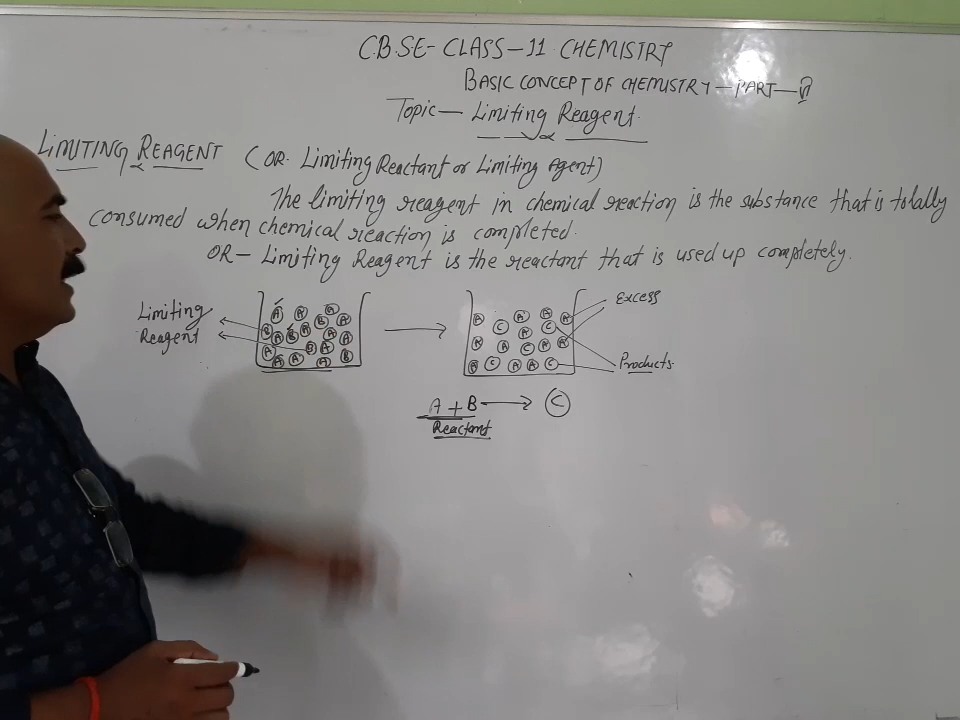 C.B.SE-CLASS-11 CHEMISTRY
BASIC CONCEPT OF CHEMISTRY-PART-
Topic- Limiting Reagent.
LIMITING REAGENT (OR. Limiting Reactant or Limiting Agent)
The limiting reagent in chemical reaction is the substance that is totally
consumed when chemical reaction is completed.
OR- Limiting Reagent is the reactant that is used up completely.
Limiting
Reagent
Excess
Products
A + B → C
Reactant